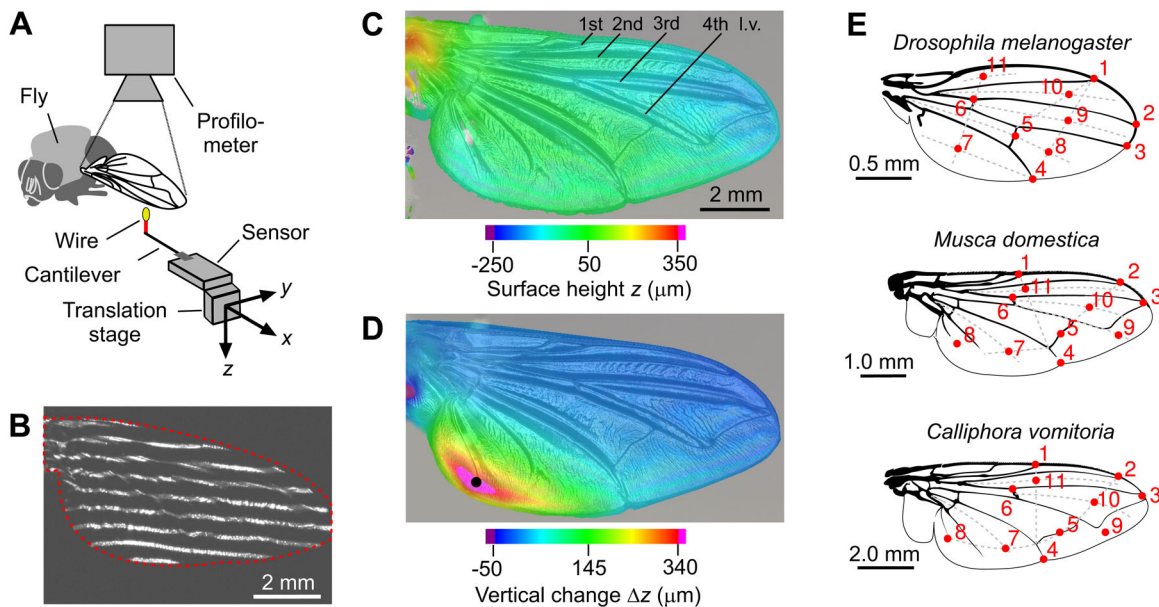 A
Fly
Profilo-
meter
Wire
Sensor
Cantilever
Translation
stage
y
x
z
B
2 mm
C
1st
2nd
3rd
4th
l.v.
2 mm
-250
50
350
Surface height z (μm)
D
-50
145
340
Vertical change Δz (μm)
E
Drosophila melanogaster
11
1
10
6
2
5
9
7
8
3
4
0.5 mm
Musca domestica
1
2
11
10
3
6
5
8
7
9
4
1.0 mm
Calliphora vomitoria
1
2
11
10
3
6
5
8
7
9
4
2.0 mm